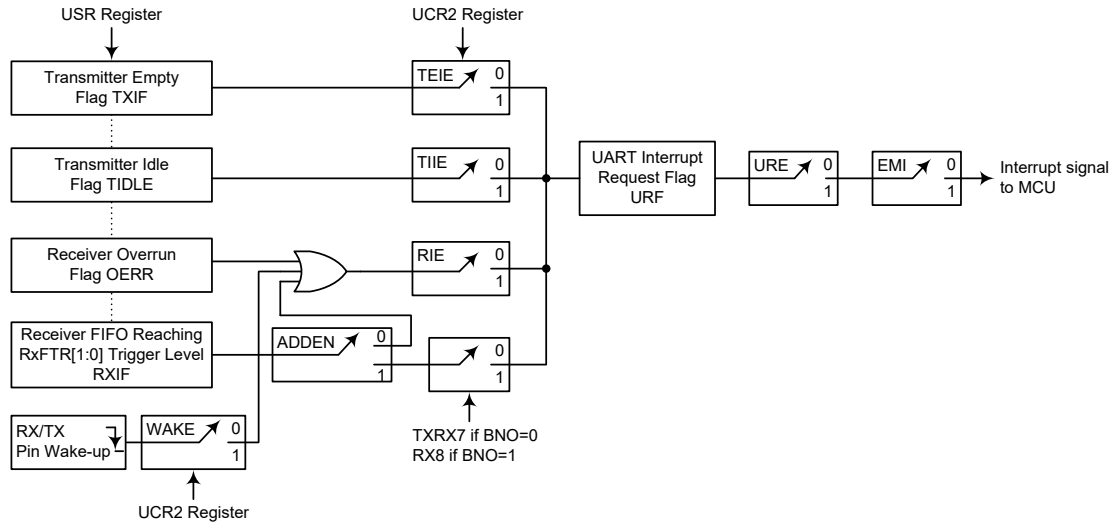 USR Register
UCR2 Register
Transmitter Empty
Flag TXIF
TEIE
0
1
Transmitter Idle
Flag TIDLE
TIIE
0
1
UART Interrupt
Request Flag
URF
URE
0
1
EMI
0
1
Interrupt signal
to MCU
Receiver Overrun
Flag OERR
RIE
0
1
Receiver FIFO Reaching
RxFTR[1:0] Trigger Level
RXIF
ADDEN
0
1
0
1
RX/TX
Pin Wake-up
WAKE
0
1
TXRX7 if BNO=0
RX8 if BNO=1
UCR2 Register